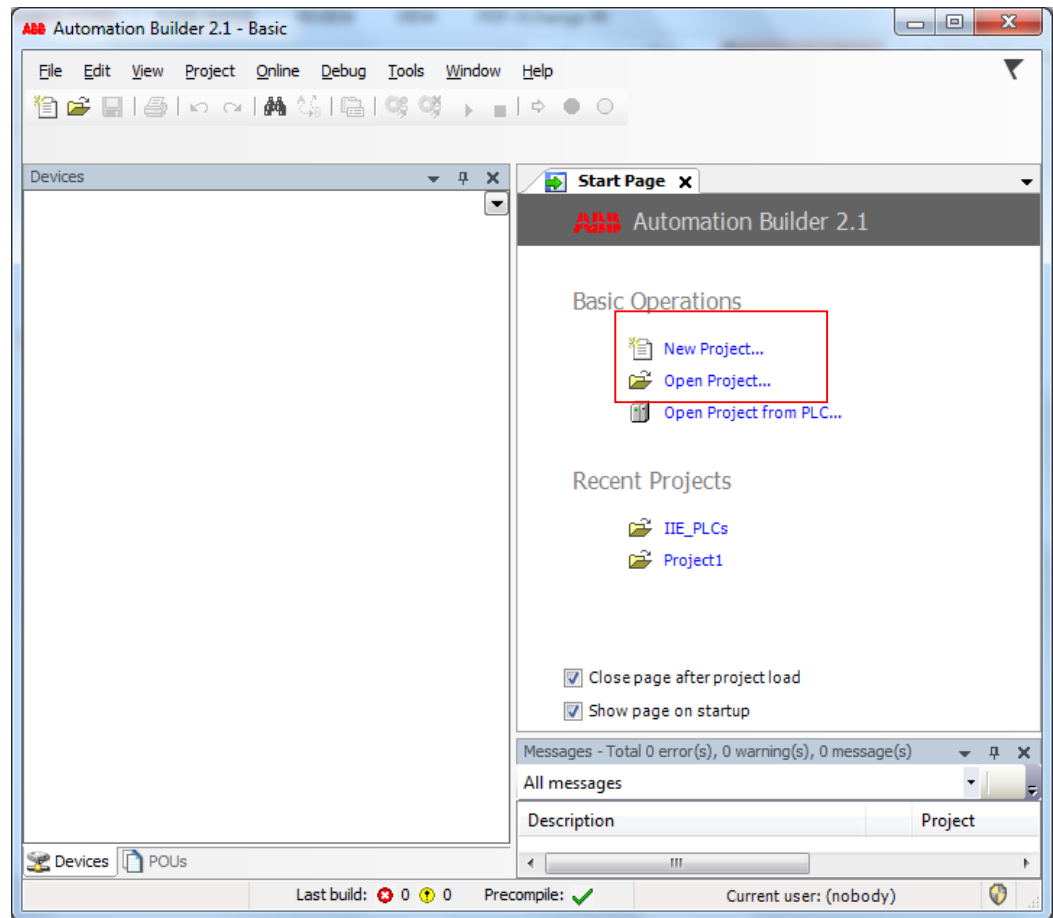 ABB Automation Builder 2.1 - Basic
File Edit View Project Online Debug Tools Window Help
Devices
Start Page
ABB Automation Builder 2.1
Basic Operations
New Project...
Open Project...
Open Project from PLC...
Recent Projects
IIE_PLCs
Project1
Close page after project load
Show page on startup
Messages - Total 0 error(s), 0 warning(s), 0 message(s)
All messages
Description Project
Devices POUs
Last build: 0 0 Precompile: Current user: (nobody)